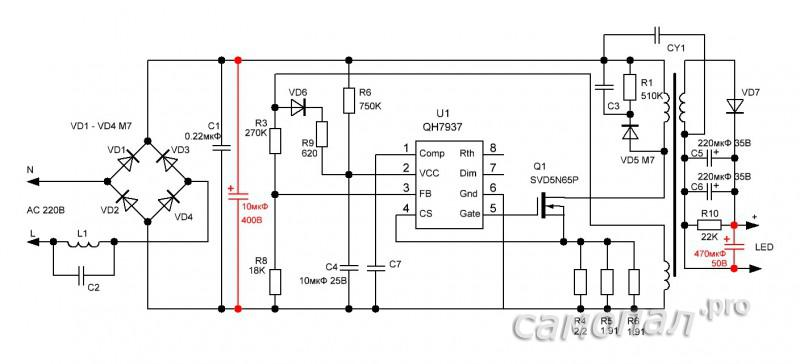 CY1
VD1 - VD4 M7
VD1
VD3
VD2
VD4
N
AC 220В
L
L1
C2
C1
0.22мкФ
+
10мкФ
400В
R3
270K
VD6
R9
620
R6
750K
R8
18K
C4
10мкФ 25В
C7
U1
QH7937
1 Comp Rth 8
2 VCC Dim 7
3 FB Gnd 6
4 CS Gate 5
Q1
SVD5N65P
C3
R1
510K
VD5 M7
R4
2,2
R5
1.91
R6
1.91
VD7
220мкФ 35В
C5 +
220мкФ 35В
C6 +
R10
22K
+
LED
+
470мкФ
50В
самопал.pro